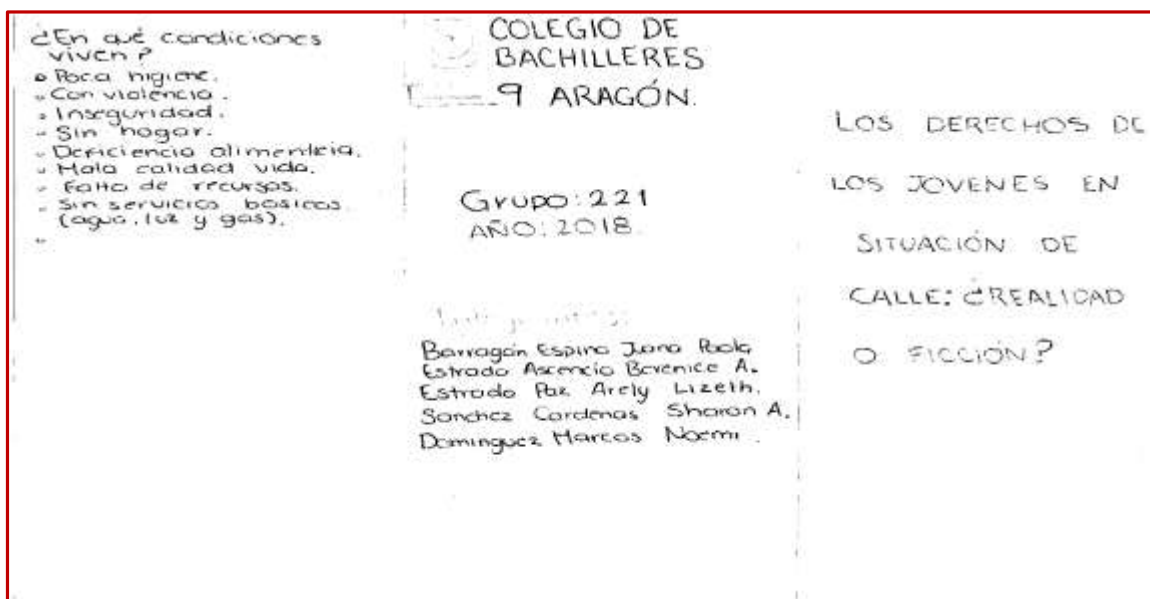 ¿En qué condiciones
viven?
Poca higiene.
Con violencia.
Inseguridad.
Sin hogar.
Deficiencia alimenticia.
Mala calidad vida.
Falta de recursos.
Sin servicios básicos.
(agua, luz y gas).
COLEGIO DE
BACHILLERES
9 ARAGÓN.
Grupo: 221
AÑO: 2018.
Integrantes:
Barragán Espino Juana Paola
Estrada Ascencio Berenice A.
Estrada Paz Arely Lizeth.
Sanchez Cardenas Sharon A.
Dominguez Marcos Noemi.
LOS DERECHOS DE
LOS JOVENES EN
SITUACIÓN DE
CALLE: ¿REALIDAD
O FICCIÓN?